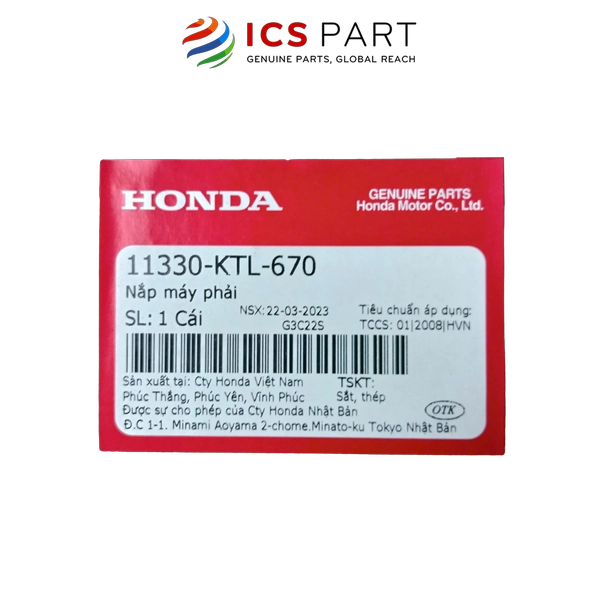 ICS PART
GENUINE PARTS, GLOBAL REACH
HONDA
GENUINE PARTS
Honda Motor Co., Ltd.
11330-KTL-670
Nắp máy phải
NSX: 22-03-2023
Tiêu chuẩn áp dụng:
SL: 1 Cái
G3C22S
TCCS: 01|2008|HVN
Sản xuất tại: Cty Honda Việt Nam
TSKT:
Phúc Thắng, Phúc Yên, Vĩnh Phúc
Sắt, thép
Được sự cho phép của Cty Honda Nhật Bản
OTK
Đ.C 1-1. Minami Aoyama 2-chome.Minato-ku Tokyo Nhật Bản